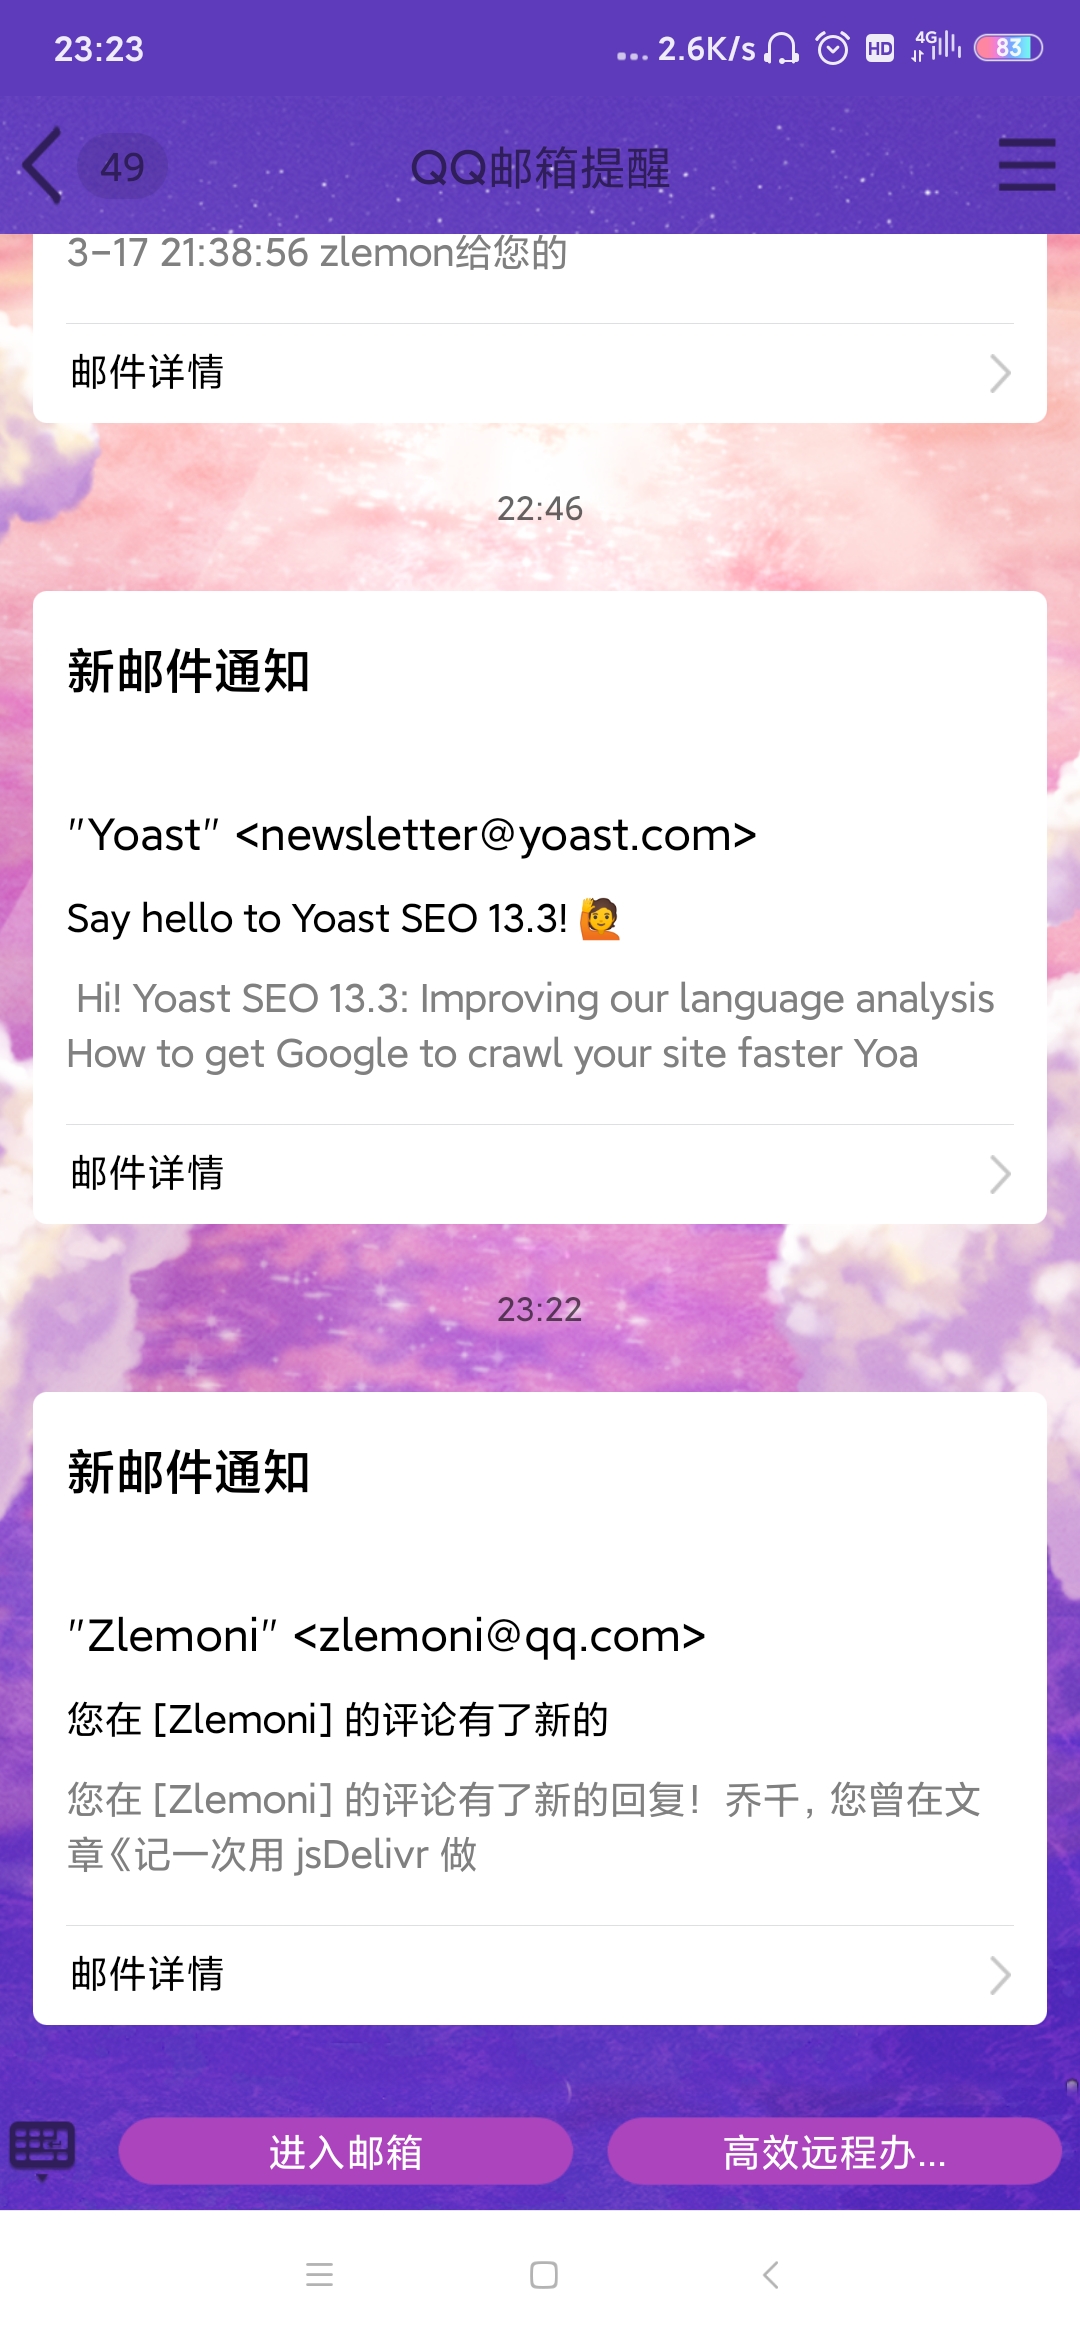 23:23
... 2.6K/s HD 4G 83
49
QQ邮箱提醒
3-17 21:38:56 zlemon给您的
邮件详情
22:46
新邮件通知
"Yoast" <newsletter@yoast.com>
Say hello to Yoast SEO 13.3! 🙋
Hi! Yoast SEO 13.3: Improving our language analysis
How to get Google to crawl your site faster Yoa
邮件详情
23:22
新邮件通知
"Zlemoni" <zlemoni@qq.com>
您在 [Zlemoni] 的评论有了新的
您在 [Zlemoni] 的评论有了新的回复！乔千，您曾在文
章《记一次用 jsDelivr 做
邮件详情
进入邮箱
高效远程办...